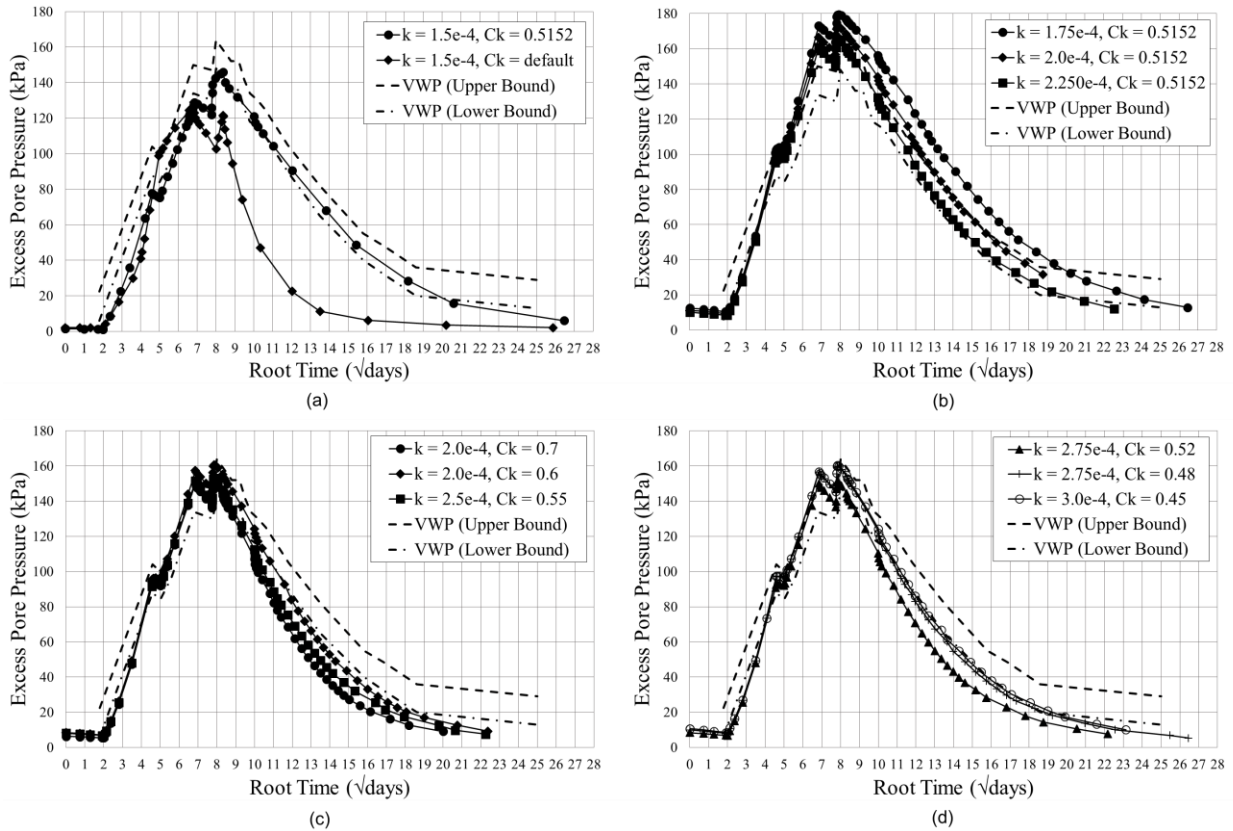 180
160
140
120
100
80
60
40
20
0
Excess Pore Pressure (kPa)
k = 1.5e-4, Ck = 0.5152
k = 1.5e-4, Ck = default
VWP (Upper Bound)
VWP (Lower Bound)
0 1 2 3 4 5 6 7 8 9 10 11 12 13 14 15 16 17 18 19 20 21 22 23 24 25 26 27 28
Root Time (√days)
(a)
180
160
140
120
100
80
60
40
20
0
Excess Pore Pressure (kPa)
k = 1.75e-4, Ck = 0.5152
k = 2.0e-4, Ck = 0.5152
k = 2.250e-4, Ck = 0.5152
VWP (Upper Bound)
VWP (Lower Bound)
0 1 2 3 4 5 6 7 8 9 10 11 12 13 14 15 16 17 18 19 20 21 22 23 24 25 26 27 28
Root Time (√days)
(b)
180
160
140
120
100
80
60
40
20
0
Excess Pore Pressure (kPa)
k = 2.0e-4, Ck = 0.7
k = 2.0e-4, Ck = 0.6
k = 2.5e-4, Ck = 0.55
VWP (Upper Bound)
VWP (Lower Bound)
0 1 2 3 4 5 6 7 8 9 10 11 12 13 14 15 16 17 18 19 20 21 22 23 24 25 26 27 28
Root Time (√days)
(c)
180
160
140
120
100
80
60
40
20
0
Excess Pore Pressure (kPa)
k = 2.75e-4, Ck = 0.52
k = 2.75e-4, Ck = 0.48
k = 3.0e-4, Ck = 0.45
VWP (Upper Bound)
VWP (Lower Bound)
0 1 2 3 4 5 6 7 8 9 10 11 12 13 14 15 16 17 18 19 20 21 22 23 24 25 26 27 28
Root Time (√days)
(d)